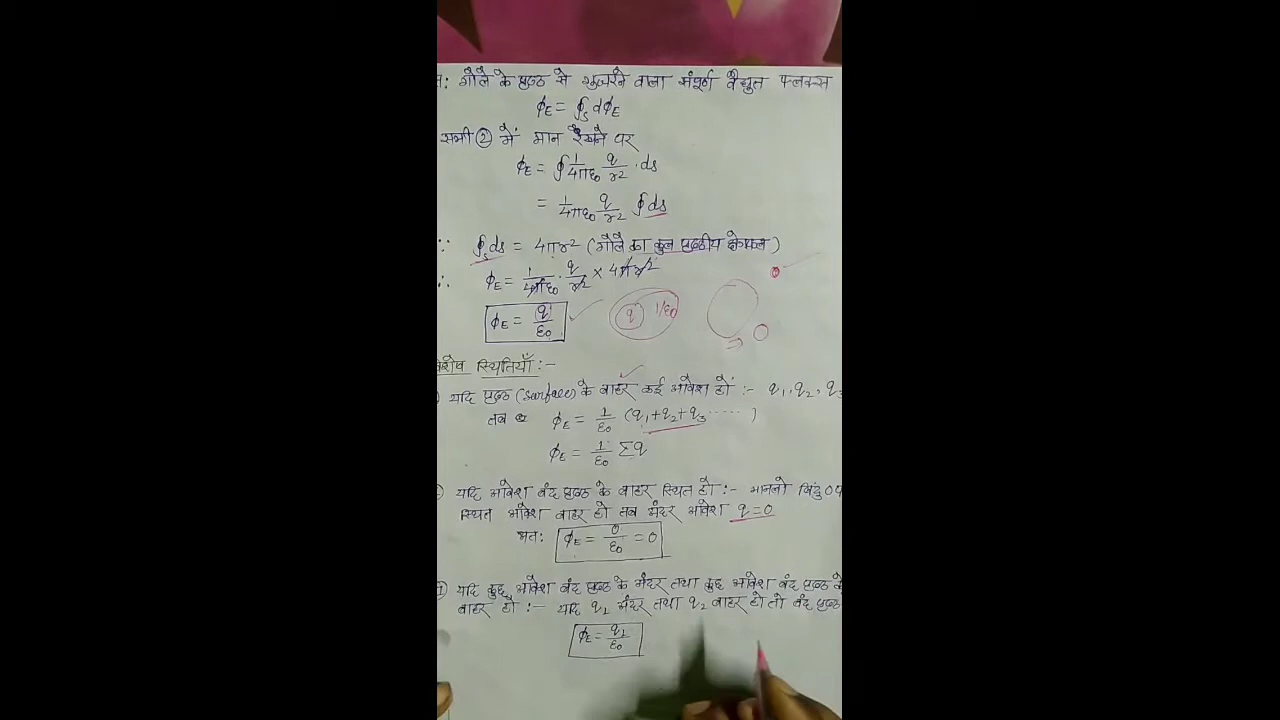 : गोले के पृष्ठ से गुजरने वाला संपूर्ण वैद्युत फ्लक्स
ϕE = ∮s dϕE
समी ② में मान रखने पर
ϕE = ∮ 1/4πε0 q/r2 . ds
= 1/4πε0 q/r2 ∮ds
∵ ∮s ds = 4πr2 (गोले का कुल पृष्ठीय क्षेत्रफल)
∴ ϕE = 1/4πε0 . q/r2 × 4πr2
ϕE = q/ε0
q 1/ε0
शेष स्थितियाँ :-
यदि पृष्ठ (Surface) के बाहर कई आवेश हों :- q1, q2, q3
तब ϕE = 1/ε0 (q1+q2+q3 ......)
ϕE = 1/ε0 Σq
यदि आवेश बंद पृष्ठ के बाहर स्थित हो :- मानलो बिंदु O
स्थित आवेश बाहर हो तब अंदर आवेश q=0
अत: ϕE = 0/ε0 = 0
यदि कुछ आवेश बंद पृष्ठ के अंदर तथा कुछ आवेश बंद पृष्ठ के
बाहर हो :- यदि q1 अंदर तथा q2 बाहर हो तो बंद पृष्ठ
ϕE = q1/ε0